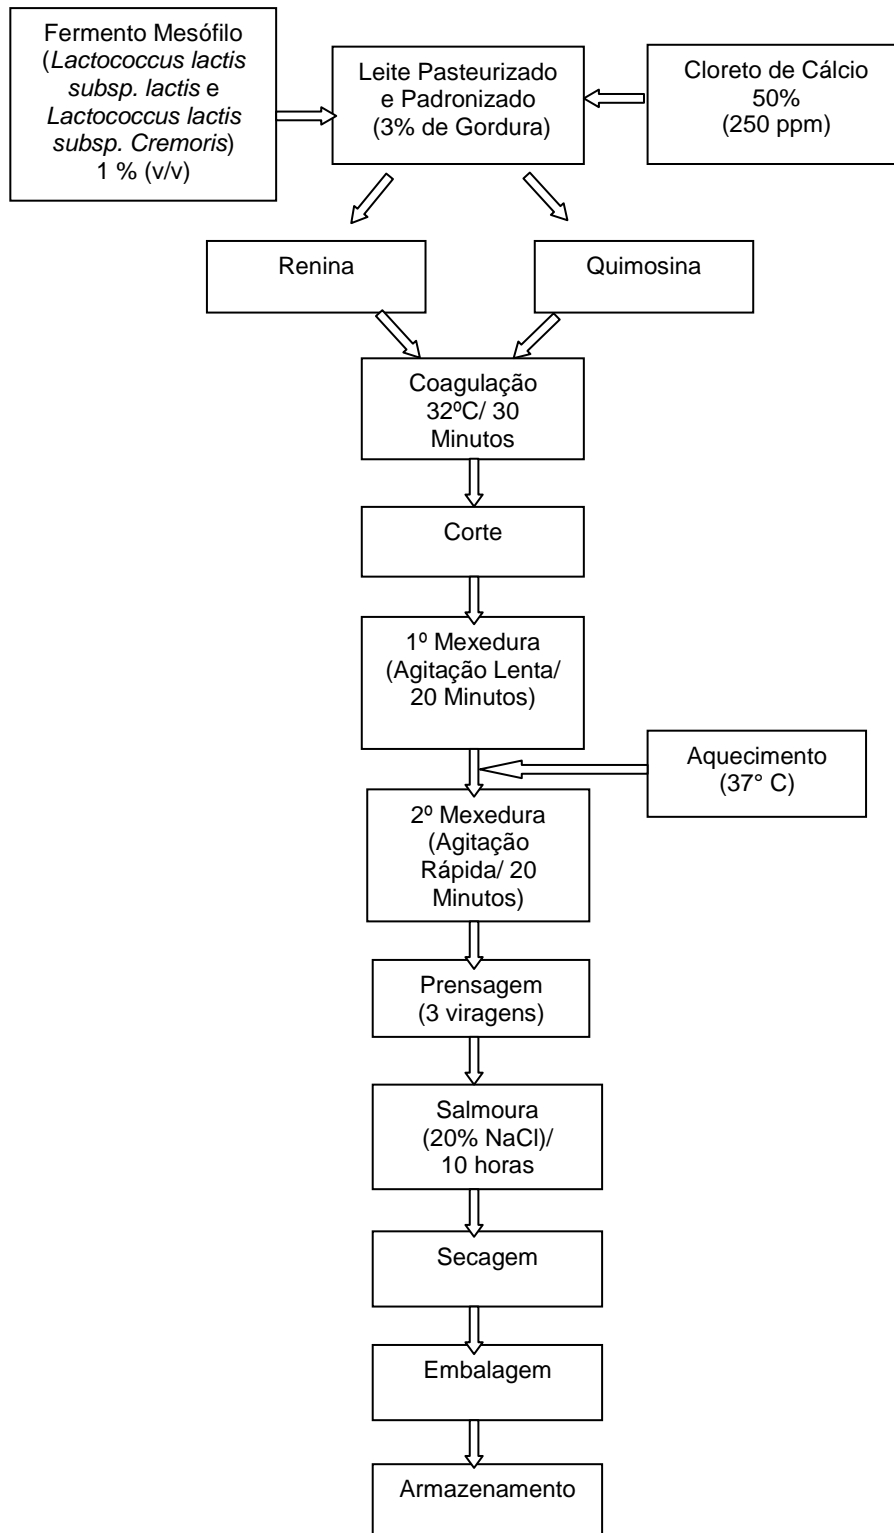 Fermento Mesófilo
(Lactococcus lactis
subsp. lactis e
Lactococcus lactis
subsp. Cremoris)
1 % (v/v)
Leite Pasteurizado
e Padronizado
(3% de Gordura)
Cloreto de Cálcio
50%
(250 ppm)
Renina
Quimosina
Coagulação
32ºC/ 30
Minutos
Corte
1º Mexedura
(Agitação Lenta/
20 Minutos)
Aquecimento
(37° C)
2º Mexedura
(Agitação
Rápida/ 20
Minutos)
Prensagem
(3 viragens)
Salmoura
(20% NaCl)/
10 horas
Secagem
Embalagem
Armazenamento